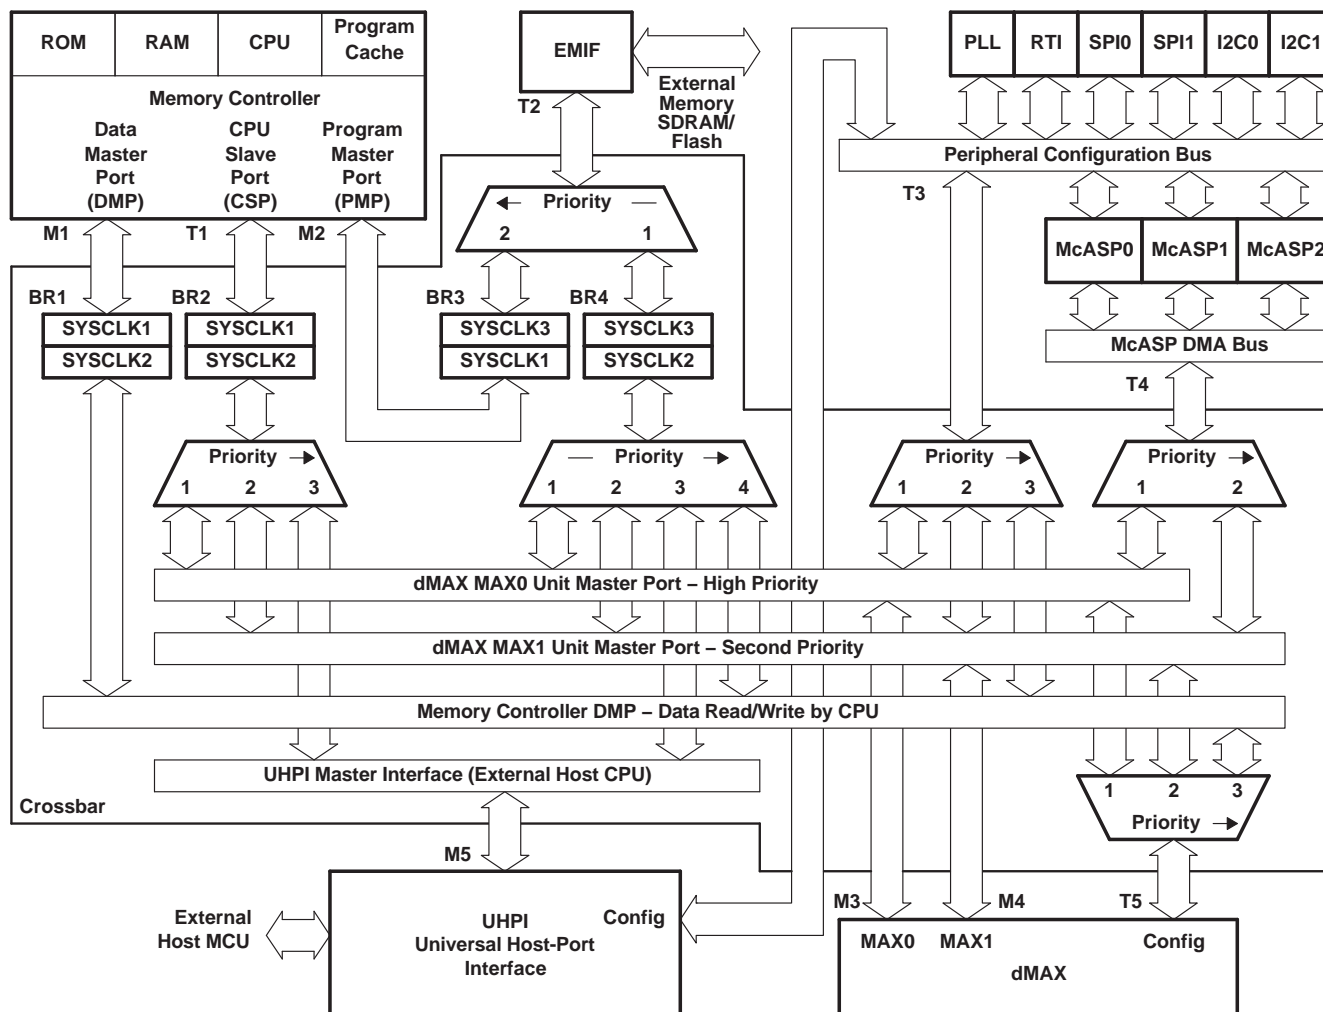 ROM
RAM
CPU
Program
Cache
Memory Controller
Data
Master
Port
(DMP)
CPU
Slave
Port
(CSP)
Program
Master
Port
(PMP)
EMIF
External
Memory
SDRAM/
Flash
PLL
RTI
SPI0
SPI1
I2C0
I2C1
T2
Peripheral Configuration Bus
T3
M1
T1
M2
Priority
2
1
McASP0
McASP1
McASP2
BR1
BR2
BR3
BR4
SYSCLK1
SYSCLK2
SYSCLK1
SYSCLK2
SYSCLK3
SYSCLK1
SYSCLK3
SYSCLK2
McASP DMA Bus
T4
Priority
1
2
3
Priority
1
2
3
4
Priority
1
2
3
Priority
1
2
dMAX MAX0 Unit Master Port – High Priority
dMAX MAX1 Unit Master Port – Second Priority
Memory Controller DMP – Data Read/Write by CPU
UHPI Master Interface (External Host CPU)
1
2
3
Priority
Crossbar
M5
M3
M4
T5
External
Host MCU
UHPI
Universal Host-Port
Interface
Config
MAX0
MAX1
Config
dMAX